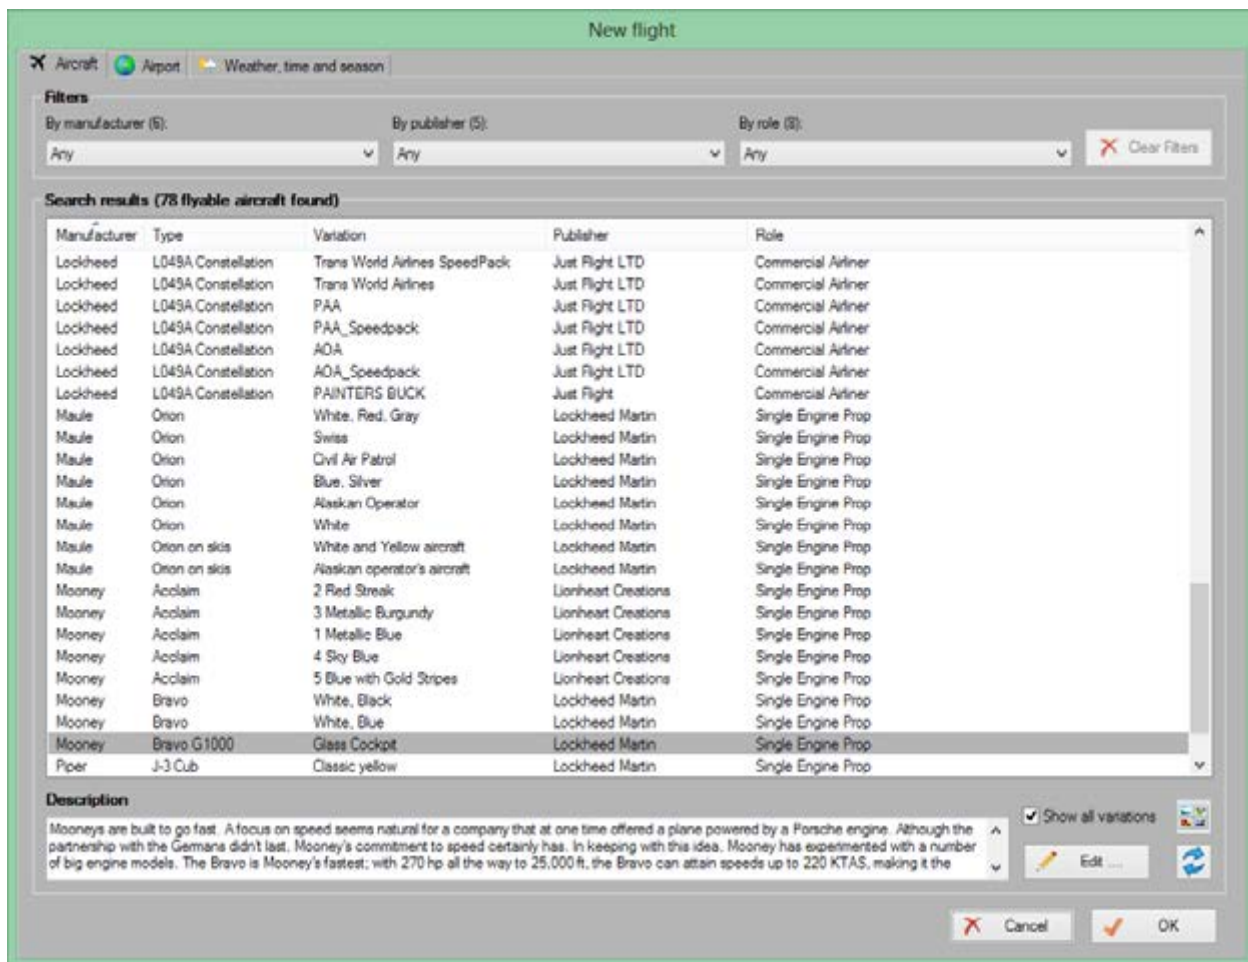 New flight
Aircraft Airport Weather, time and season
Filters
By manufacturer (6): By publisher (5): By role (8):
Any Any Any Clear Filters
Search results (78 flyable aircraft found)
Manufacturer Type Variation Publisher Role
Lockheed L049A Constellation Trans World Airlines SpeedPack Just Flight LTD Commercial Airliner
Lockheed L049A Constellation Trans World Airlines Just Flight LTD Commercial Airliner
Lockheed L049A Constellation PAA Just Flight LTD Commercial Airliner
Lockheed L049A Constellation PAA_Speedpack Just Flight LTD Commercial Airliner
Lockheed L049A Constellation AOA Just Flight LTD Commercial Airliner
Lockheed L049A Constellation AOA_Speedpack Just Flight LTD Commercial Airliner
Lockheed L049A Constellation PAINTERS BUCK Just Flight Commercial Airliner
Maule Orion White, Red, Gray Lockheed Martin Single Engine Prop
Maule Orion Swiss Lockheed Martin Single Engine Prop
Maule Orion Civil Air Patrol Lockheed Martin Single Engine Prop
Maule Orion Blue, Silver Lockheed Martin Single Engine Prop
Maule Orion Alaskan Operator Lockheed Martin Single Engine Prop
Maule Orion White Lockheed Martin Single Engine Prop
Maule Orion on skis White and Yellow aircraft Lockheed Martin Single Engine Prop
Maule Orion on skis Alaskan operator's aircraft Lockheed Martin Single Engine Prop
Mooney Acclaim 2 Red Streak Lionheart Creations Single Engine Prop
Mooney Acclaim 3 Metallic Burgundy Lionheart Creations Single Engine Prop
Mooney Acclaim 1 Metallic Blue Lionheart Creations Single Engine Prop
Mooney Acclaim 4 Sky Blue Lionheart Creations Single Engine Prop
Mooney Acclaim 5 Blue with Gold Stripes Lionheart Creations Single Engine Prop
Mooney Bravo White, Black Lockheed Martin Single Engine Prop
Mooney Bravo White, Blue Lockheed Martin Single Engine Prop
Mooney Bravo G1000 Glass Cockpit Lockheed Martin Single Engine Prop
Piper J-3 Cub Classic yellow Lockheed Martin Single Engine Prop
Description
Mooneys are built to go fast. A focus on speed seems natural for a company that at one time offered a plane powered by a Porsche engine. Although the
partnership with the Germans didn't last, Mooney's commitment to speed certainly has. In keeping with this idea, Mooney has experimented with a number
of big engine models. The Bravo is Mooney's fastest; with 270 hp all the way to 25,000 ft, the Bravo can attain speeds up to 220 KTAS, making it the
Show all variations
Edit ....
Cancel OK